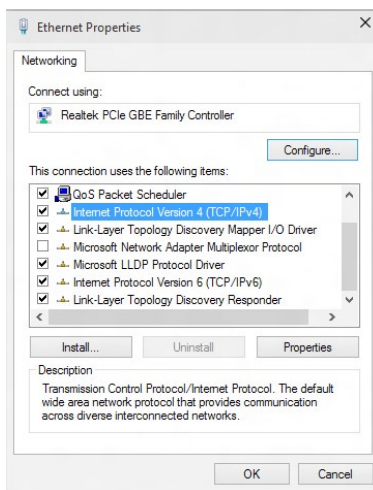 Ethernet Properties
Networking
Connect using:
Realtek PCIe GBE Family Controller
Configure...
This connection uses the following items:
QoS Packet Scheduler
Internet Protocol Version 4 (TCP/IPv4)
Link-Layer Topology Discovery Mapper I/O Driver
Microsoft Network Adapter Multiplexor Protocol
Microsoft LLDP Protocol Driver
Internet Protocol Version 6 (TCP/IPv6)
Link-Layer Topology Discovery Responder
Install... Uninstall Properties
Description
Transmission Control Protocol/Internet Protocol. The default
wide area network protocol that provides communication
across diverse interconnected networks.
OK Cancel